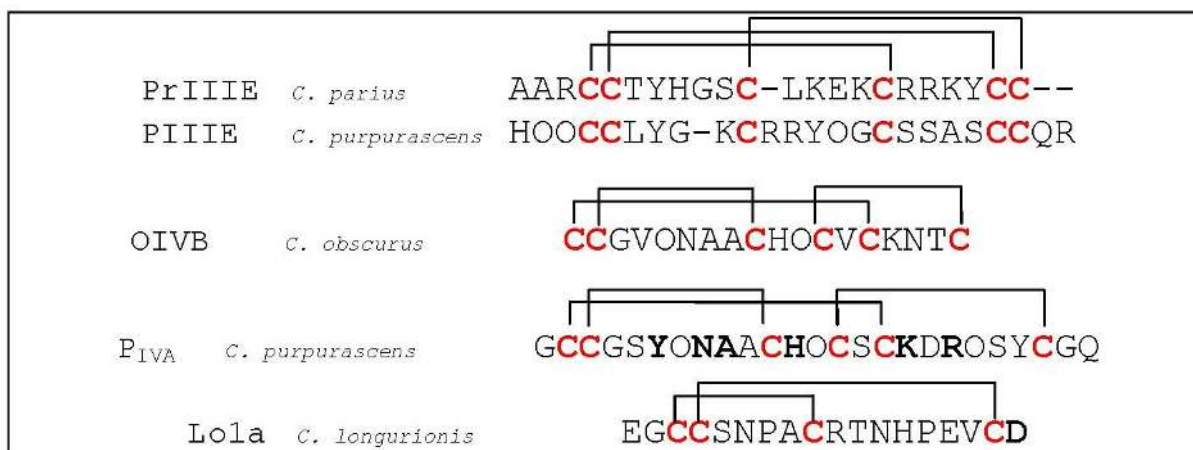 PrIIIE C. parius AARCCTYHGSC-LKEKCRRKYCC--
PIIIE C. purpurascens HOOCCLYG-KCRRYOGCSSASCCQR
OIVB C. obscurus CCGVONAACHOCVCKNTC
PIVA C. purpurascens GCCGSYONAACHOCSCKDROSYCGQ
Lo1a C. longurionis EGCCSNPACRTNHPEVCD